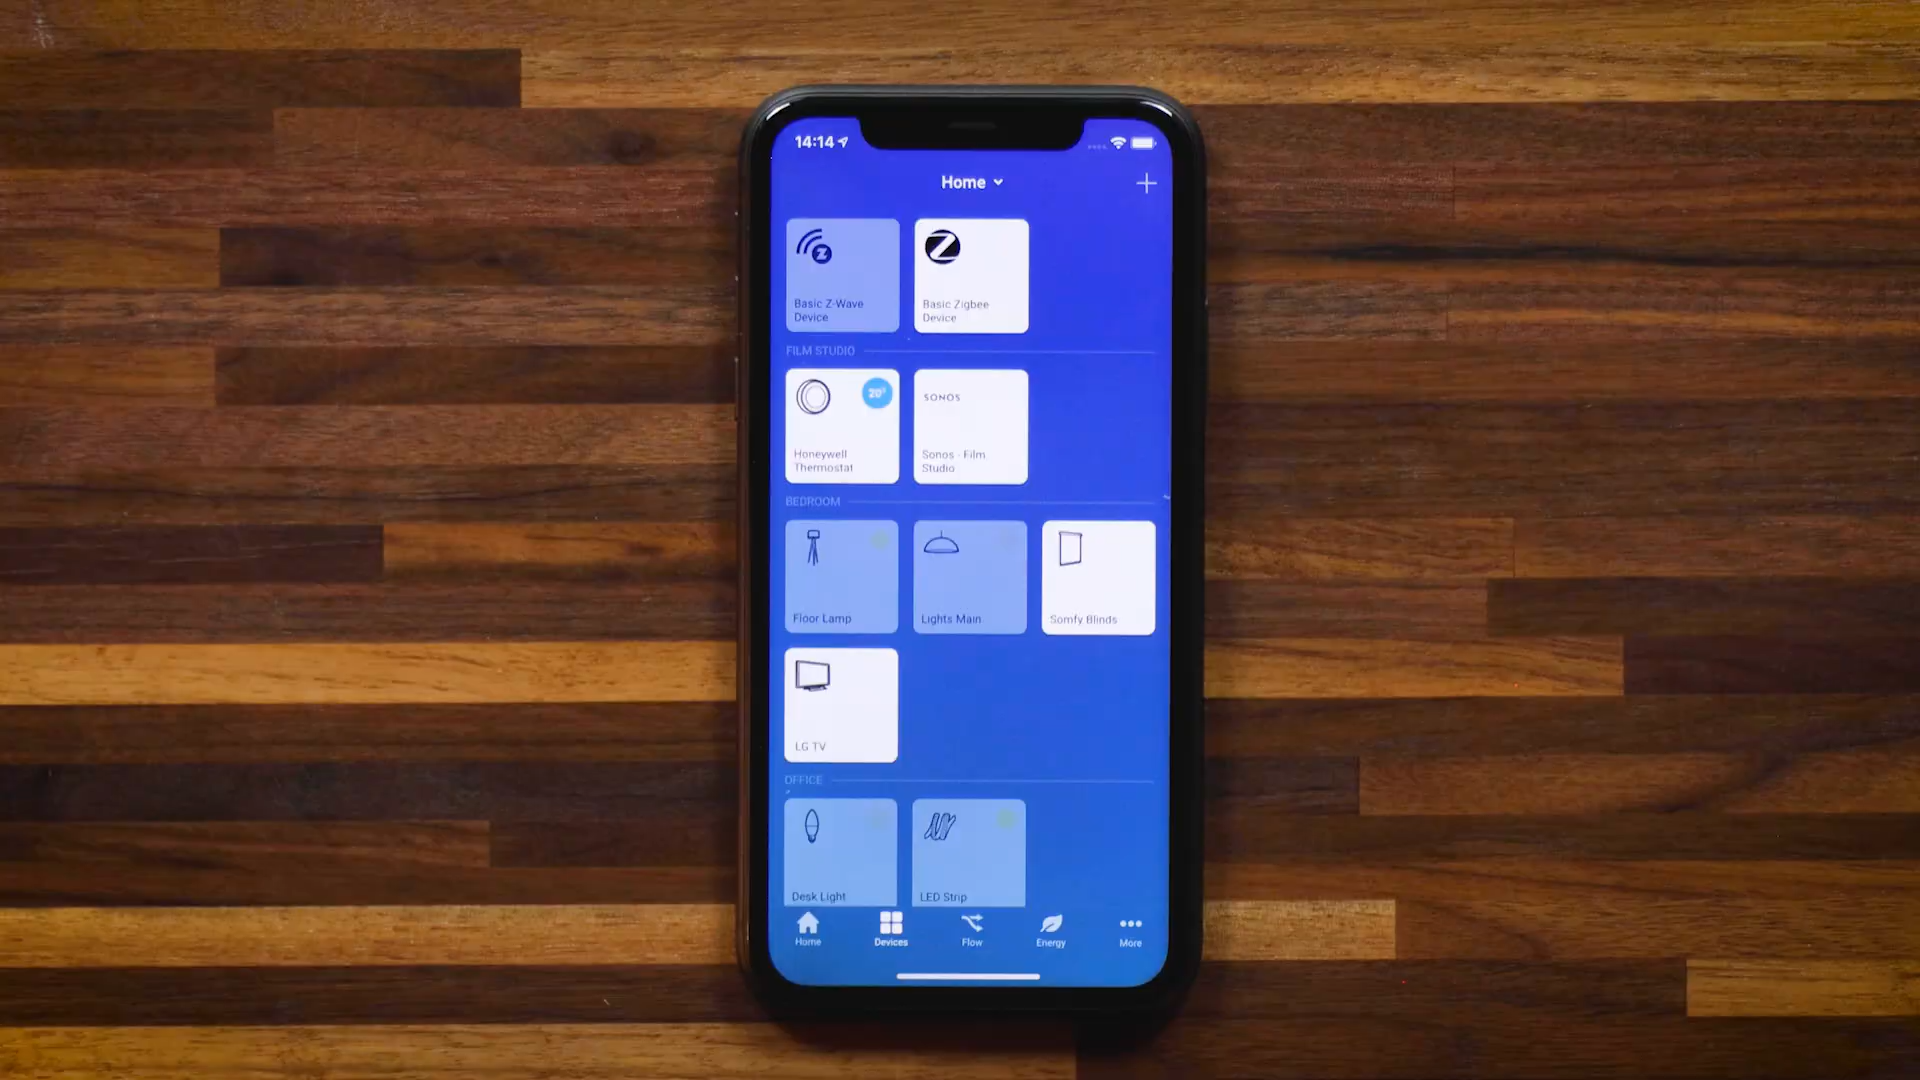 14:14
Home
Basic Z-Wave
Device
Basic Zigbee
Device
FILM STUDIO
20°
SONOS
Honeywell
Thermostat
Sonos - Film
Studio
BEDROOM
Floor Lamp
Lights Main
Somfy Blinds
LG TV
OFFICE
Desk Light
LED Strip
Home
Devices
Flow
Energy
More